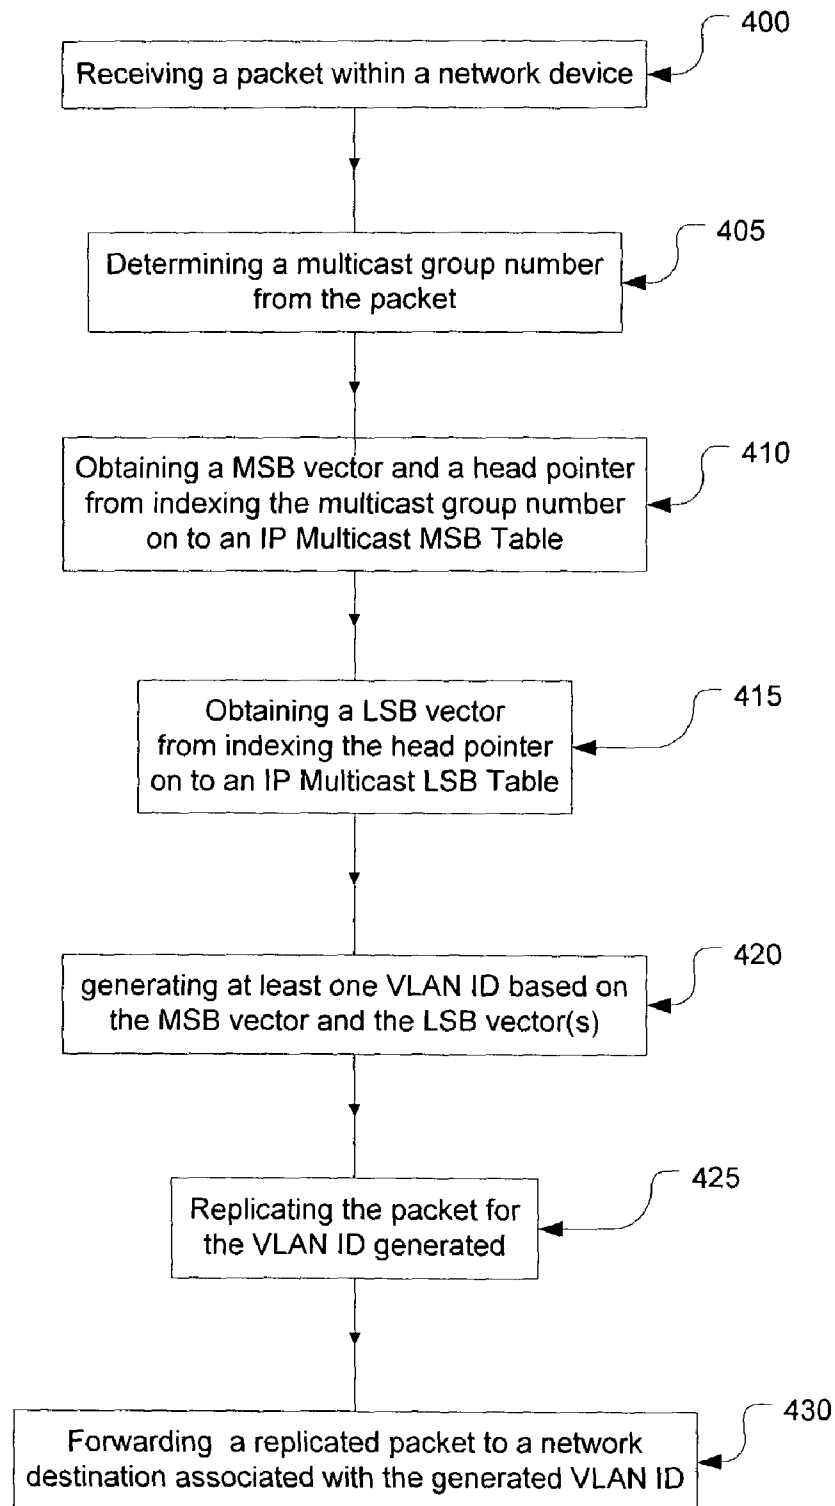 400
Receiving a packet within a network device
405
Determining a multicast group number
from the packet
410
Obtaining a MSB vector and a head pointer
from indexing the multicast group number
on to an IP Multicast MSB Table
415
Obtaining a LSB vector
from indexing the head pointer
on to an IP Multicast LSB Table
420
generating at least one VLAN ID based on
the MSB vector and the LSB vector(s)
425
Replicating the packet for
the VLAN ID generated
430
Forwarding a replicated packet to a network
destination associated with the generated VLAN ID